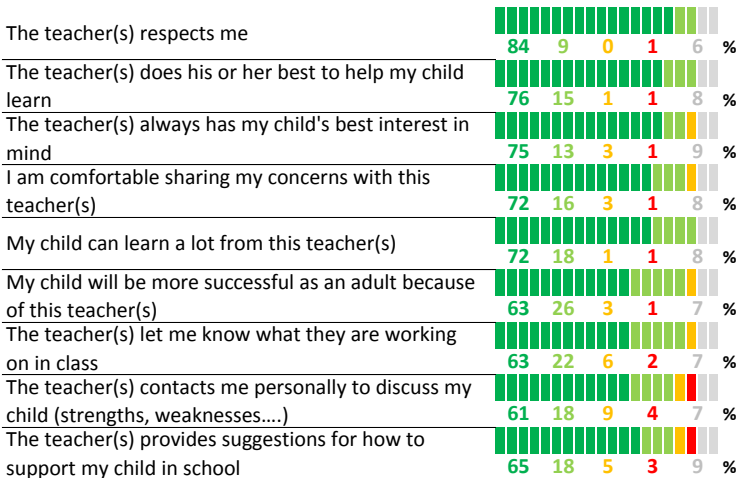 The teacher(s) respects me
84 9 0 1 6 %
The teacher(s) does his or her best to help my child
learn
76 15 1 1 8 %
The teacher(s) always has my child's best interest in
mind
75 13 3 1 9 %
I am comfortable sharing my concerns with this
teacher(s)
72 16 3 1 8 %
My child can learn a lot from this teacher(s)
72 18 1 1 8 %
My child will be more successful as an adult because
of this teacher(s)
63 26 3 1 7 %
The teacher(s) let me know what they are working
on in class
63 22 6 2 7 %
The teacher(s) contacts me personally to discuss my
child (strengths, weaknesses....)
61 18 9 4 7 %
The teacher(s) provides suggestions for how to
support my child in school
65 18 5 3 9 %